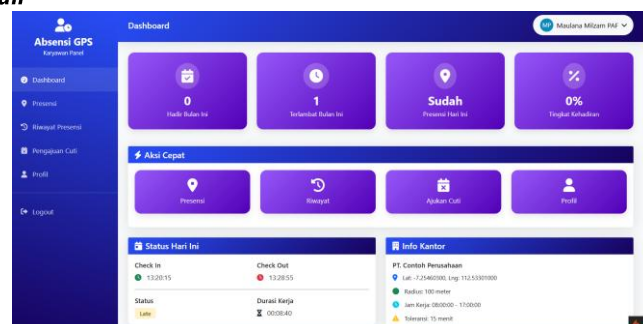 Absensi GPS
Karyawan Panel
Dashboard
Presensi
Riwayat Presensi
Pengajuan Cuti
Profil
Logout
Dashboard
MP Maulana Milzam PAF
0
Hadir Bulan Ini
1
Terlambat Bulan Ini
Sudah
Presensi Hari Ini
0%
Tingkat Kehadiran
Aksi Cepat
Presensi
Riwayat
Ajukan Cuti
Profil
Status Hari Ini
Check In
13:20:15
Check Out
13:28:55
Status
Late
Durasi Kerja
00:08:40
Info Kantor
PT. Contoh Perusahaan
Lat: -7.25460300, Lng: 112.53301000
Radius: 100 meter
Jam Kerja: 08:00:00 - 17:00:00
Toleransi: 15 menit